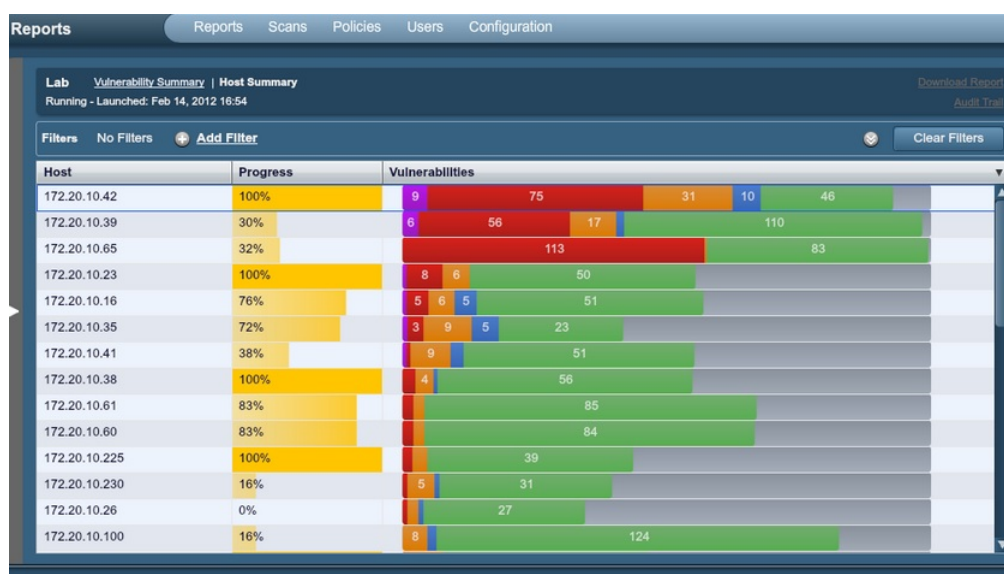 Reports
Reports Scans Policies Users Configuration
Lab Vulnerability Summary | Host Summary
Download Report
Running - Launched: Feb 14, 2012 16:54
Audit Trail
Filters No Filters Add Filter Clear Filters
Host Progress Vulnerabilities
172.20.10.42 100% 9 75 31 10 46
172.20.10.39 30% 6 56 17 110
172.20.10.65 32% 113 83
172.20.10.23 100% 8 6 50
172.20.10.16 76% 5 6 5 51
172.20.10.35 72% 3 9 5 23
172.20.10.41 38% 9 51
172.20.10.38 100% 4 56
172.20.10.61 83% 85
172.20.10.60 83% 84
172.20.10.225 100% 39
172.20.10.230 16% 5 31
172.20.10.26 0% 27
172.20.10.100 16% 8 124